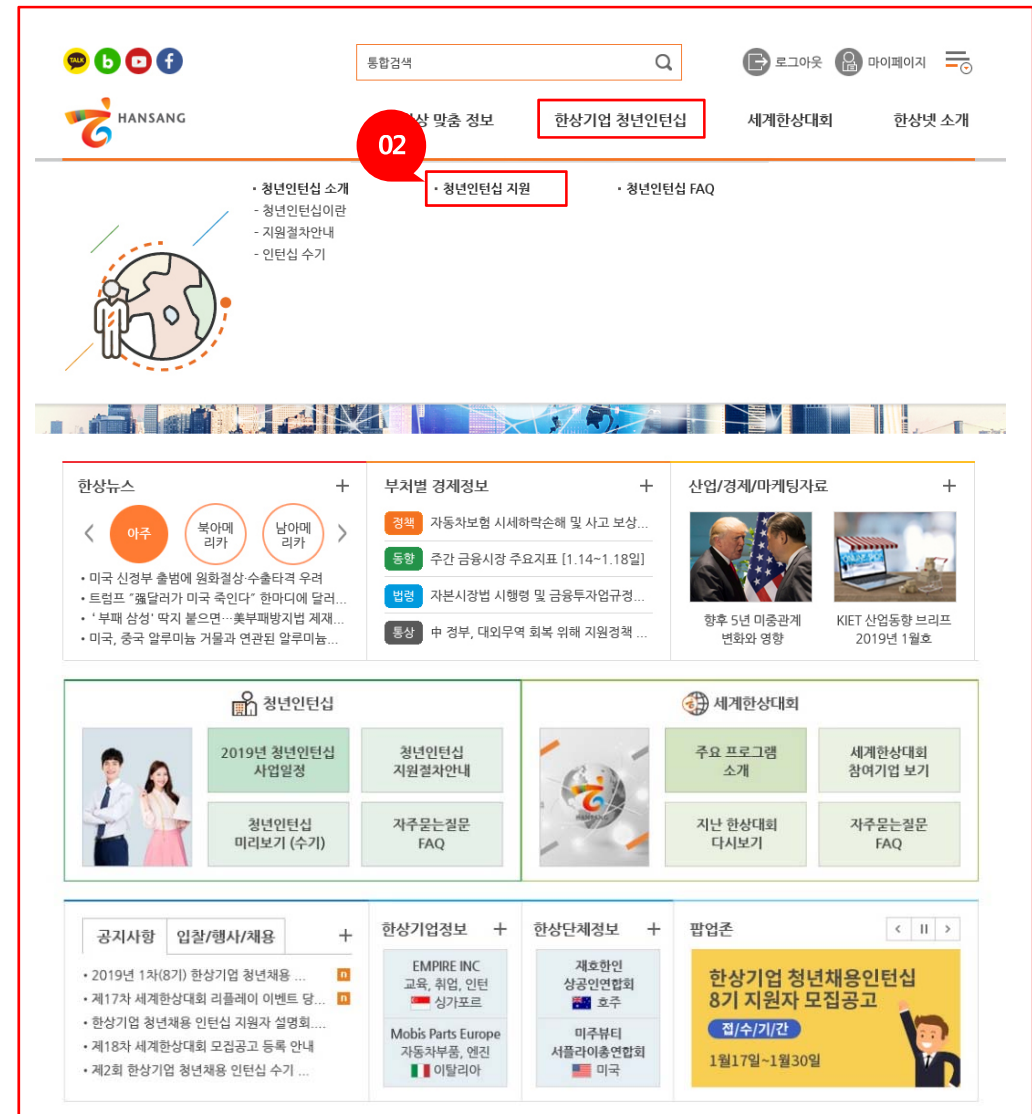 TALK
통합검색
로그아웃
마이페이지
HANSANG
상 맞춤 정보
한상기업 청년인턴십
세계한상대회
한상넷 소개
02
• 청년인턴십 소개
- 청년인턴십이란
- 지원절차안내
- 인턴십 수기
• 청년인턴십 지원
• 청년인턴십 FAQ
한상뉴스 +
아주
북아메
리카
남아메
리카
• 미국 신정부 출범에 원화절상·수출타격 우려
• 트럼프 "强달러가 미국 죽인다" 한마디에 달러...
• '부패 삼성' 딱지 붙으면…美부패방지법 제재...
• 미국, 중국 알루미늄 거물과 연관된 알루미늄...
부처별 경제정보 +
정책 자동차보험 시세하락손해 및 사고 보상...
동향 주간 금융시장 주요지표 [1.14~1.18일]
법령 자본시장법 시행령 및 금융투자업규정...
통상 中 정부, 대외무역 회복 위해 지원정책 ...
산업/경제/마케팅자료 +
향후 5년 미중관계
변화와 영향
KIET 산업동향 브리프
2019년 1월호
청년인턴십
2019년 청년인턴십
사업일정
청년인턴십
지원절차안내
청년인턴십
미리보기 (수기)
자주묻는질문
FAQ
세계한상대회
HANSANG
주요 프로그램
소개
세계한상대회
참여기업 보기
지난 한상대회
다시보기
자주묻는질문
FAQ
공지사항
입찰/행사/채용
+
• 2019년 1차(8기) 한상기업 청년채용 ... n
• 제17차 세계한상대회 리플레이 이벤트 당... n
• 한상기업 청년채용 인턴십 지원자 설명회....
• 제18차 세계한상대회 모집공고 등록 안내
• 제2회 한상기업 청년채용 인턴십 수기 ...
한상기업정보 +
EMPIRE INC
교육, 취업, 인턴
싱가포르
Mobis Parts Europe
자동차부품, 엔진
이탈리아
한상단체정보 +
재호한인
상공인연합회
호주
미주뷰티
서플라이총연합회
미국
팝업존
한상기업 청년채용인턴십
8기 지원자 모집공고
접/수/기/간
1월17일~1월30일